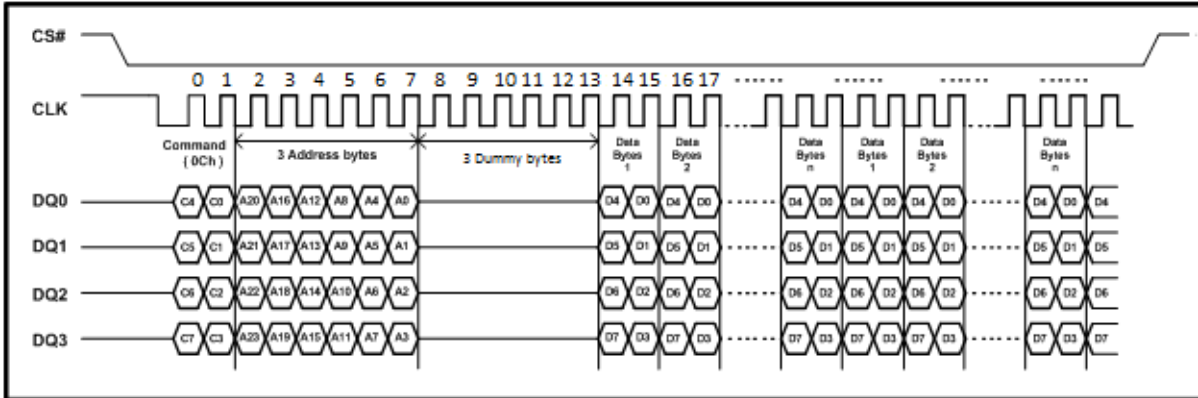 CS#
0 1 2 3 4 5 6 7 8 9 10 11 12 13 14 15 16 17
CLK
Command
( 0Ch )
3 Address bytes
3 Dummy bytes
Data
Bytes
1
Data
Bytes
2
Data
Bytes
n
Data
Bytes
1
Data
Bytes
2
Data
Bytes
n
DQ0 C4 C0 A20 A16 A12 A8 A4 A0 D4 D0 D4 D0 D4 D0 D4 D0 D4 D0 D4 D0 D4
DQ1 C5 C1 A21 A17 A13 A9 A5 A1 D5 D1 D5 D1 D5 D1 D5 D1 D5 D1 D5 D1 D5
DQ2 C6 C2 A22 A18 A14 A10 A6 A2 D6 D2 D6 D2 D6 D2 D6 D2 D6 D2 D6 D2 D6
DQ3 C7 C3 A23 A19 A15 A11 A7 A3 D7 D3 D7 D3 D7 D3 D7 D3 D7 D3 D7 D3 D7